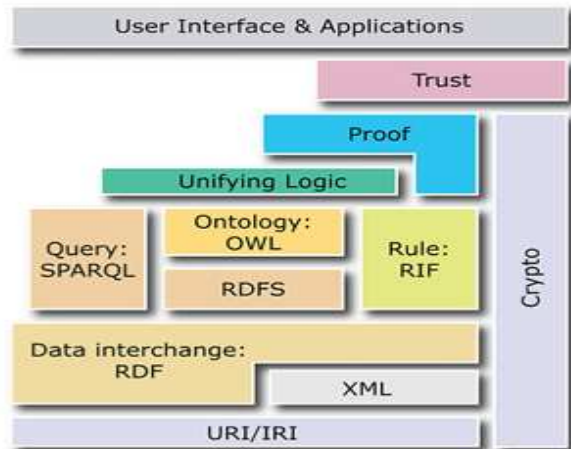 User Interface & Applications
Trust
Proof
Unifying Logic
Ontology:
OWL
Query:
SPARQL
Rule:
RIF
RDFS
Crypto
Data interchange:
RDF
XML
URI/IRI